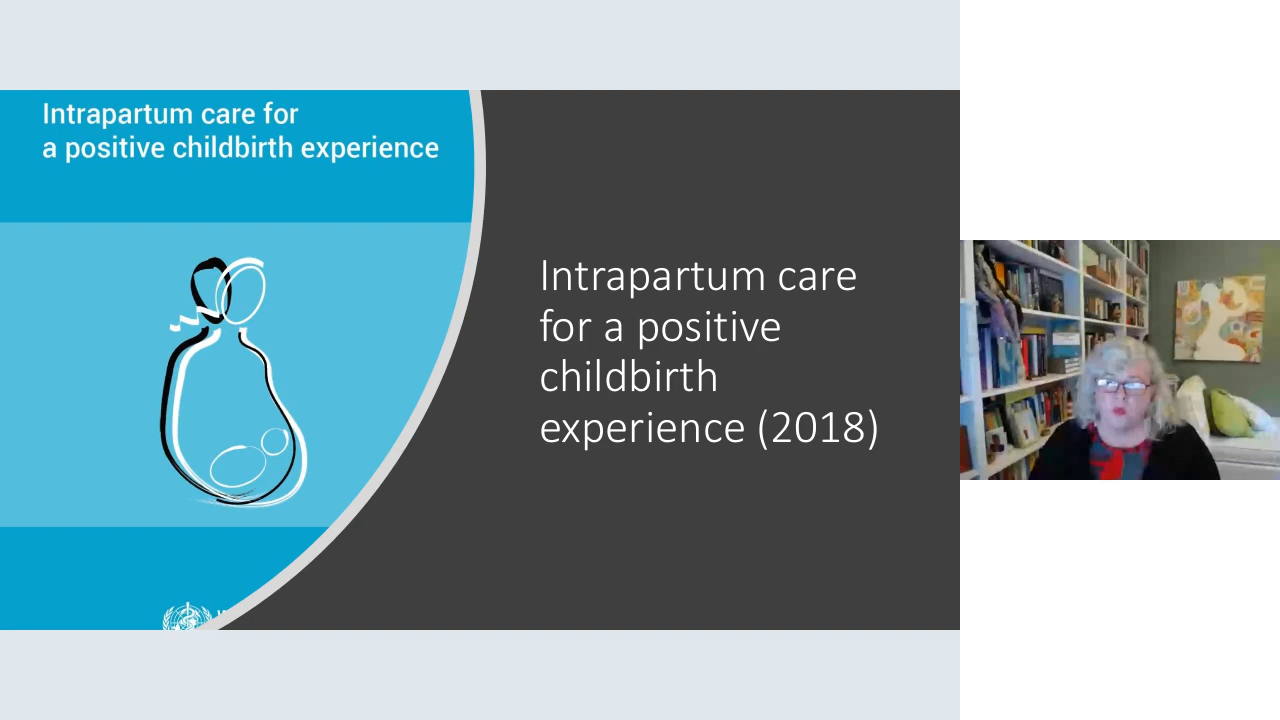 Intrapartum care for
a positive childbirth experience
Intrapartum care
for a positive
childbirth
experience (2018)